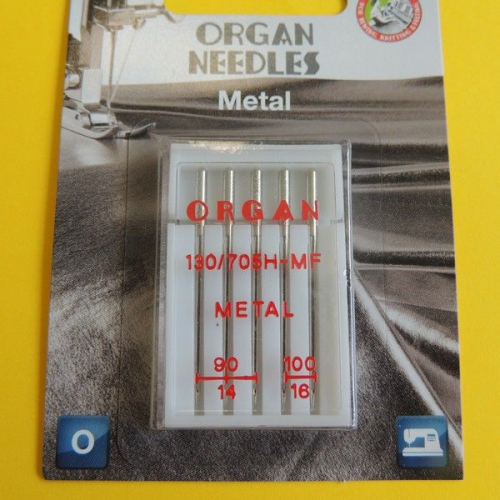 ORGAN
NEEDLES
Metal
ORGAN
130/705H-MF
METAL
90 100
14 16
O